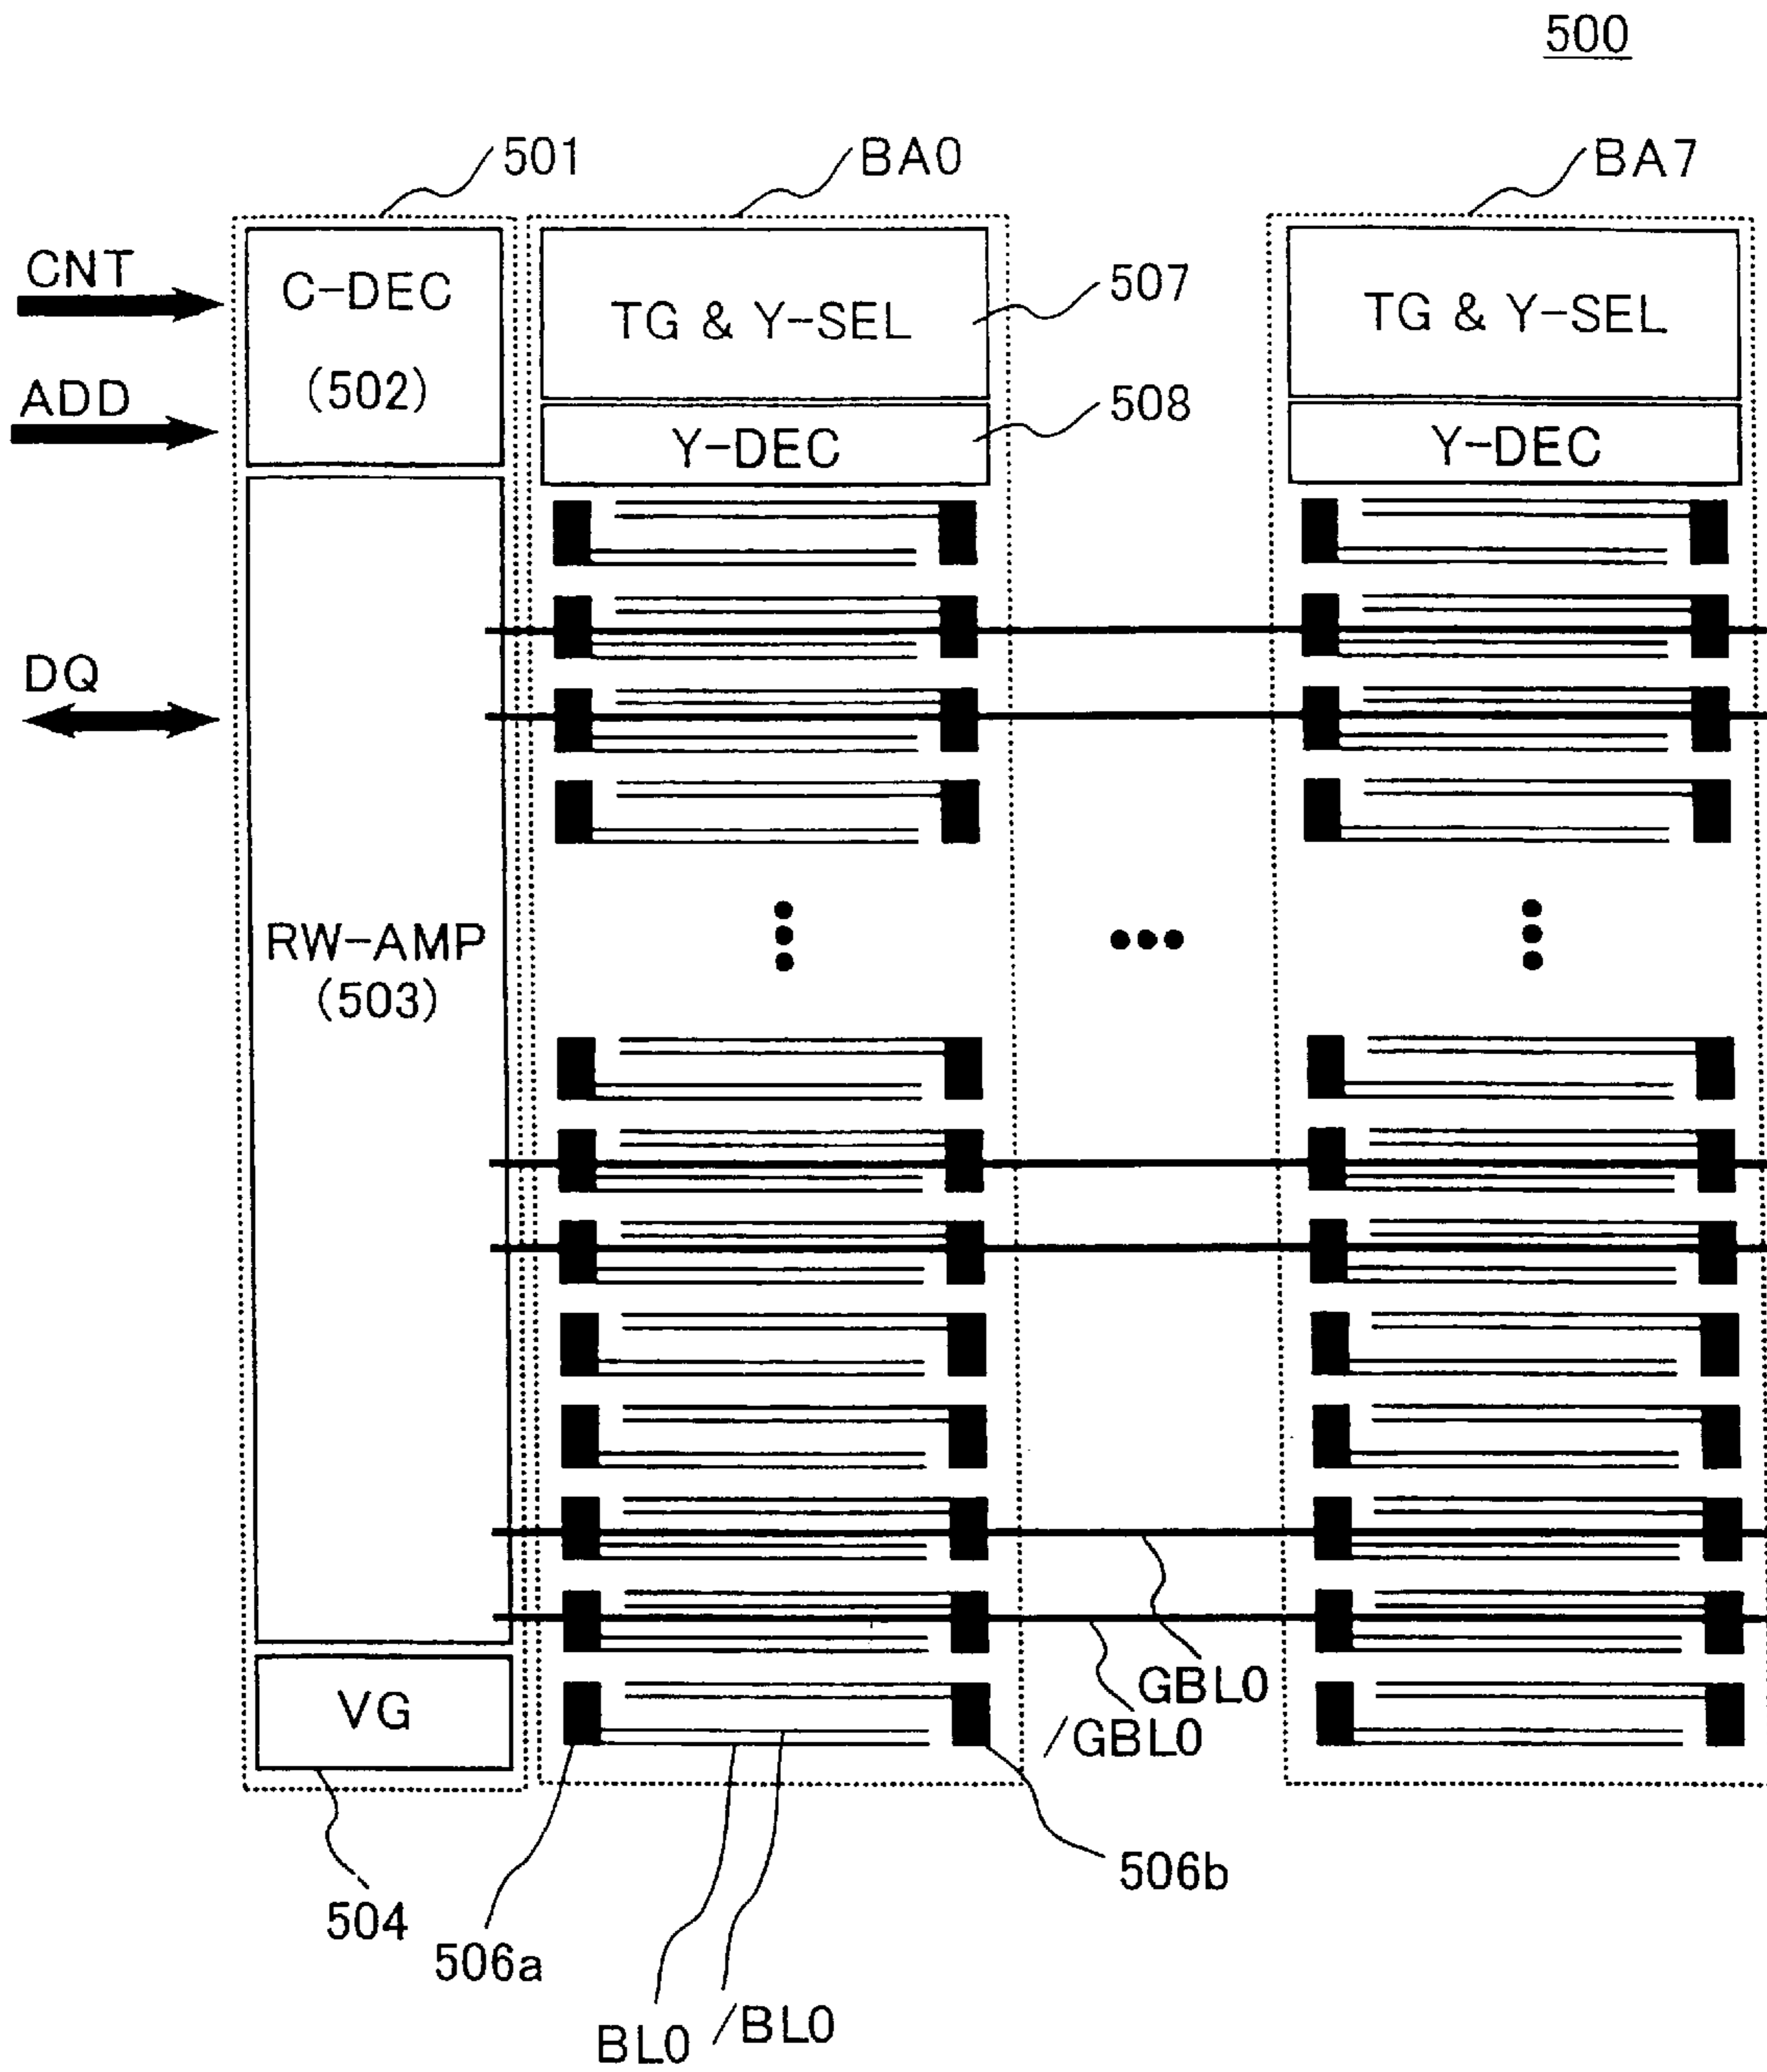 500
501
BA0
BA7
CNT
C-DEC
(502)
TG & Y-SEL
507
TG & Y-SEL
ADD
Y-DEC
508
Y-DEC
DQ
RW-AMP
(503)
GBL0
/GBL0
VG
504
506a
506b
BL0
/BL0